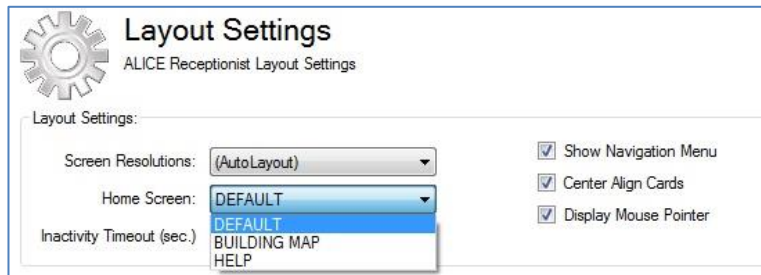 Layout Settings
ALICE Receptionist Layout Settings
Layout Settings:
Screen Resolutions: (AutoLayout)
Show Navigation Menu
Home Screen: DEFAULT
Center Align Cards
DEFAULT
Display Mouse Pointer
Inactivity Timeout (sec.) BUILDING MAP
HELP